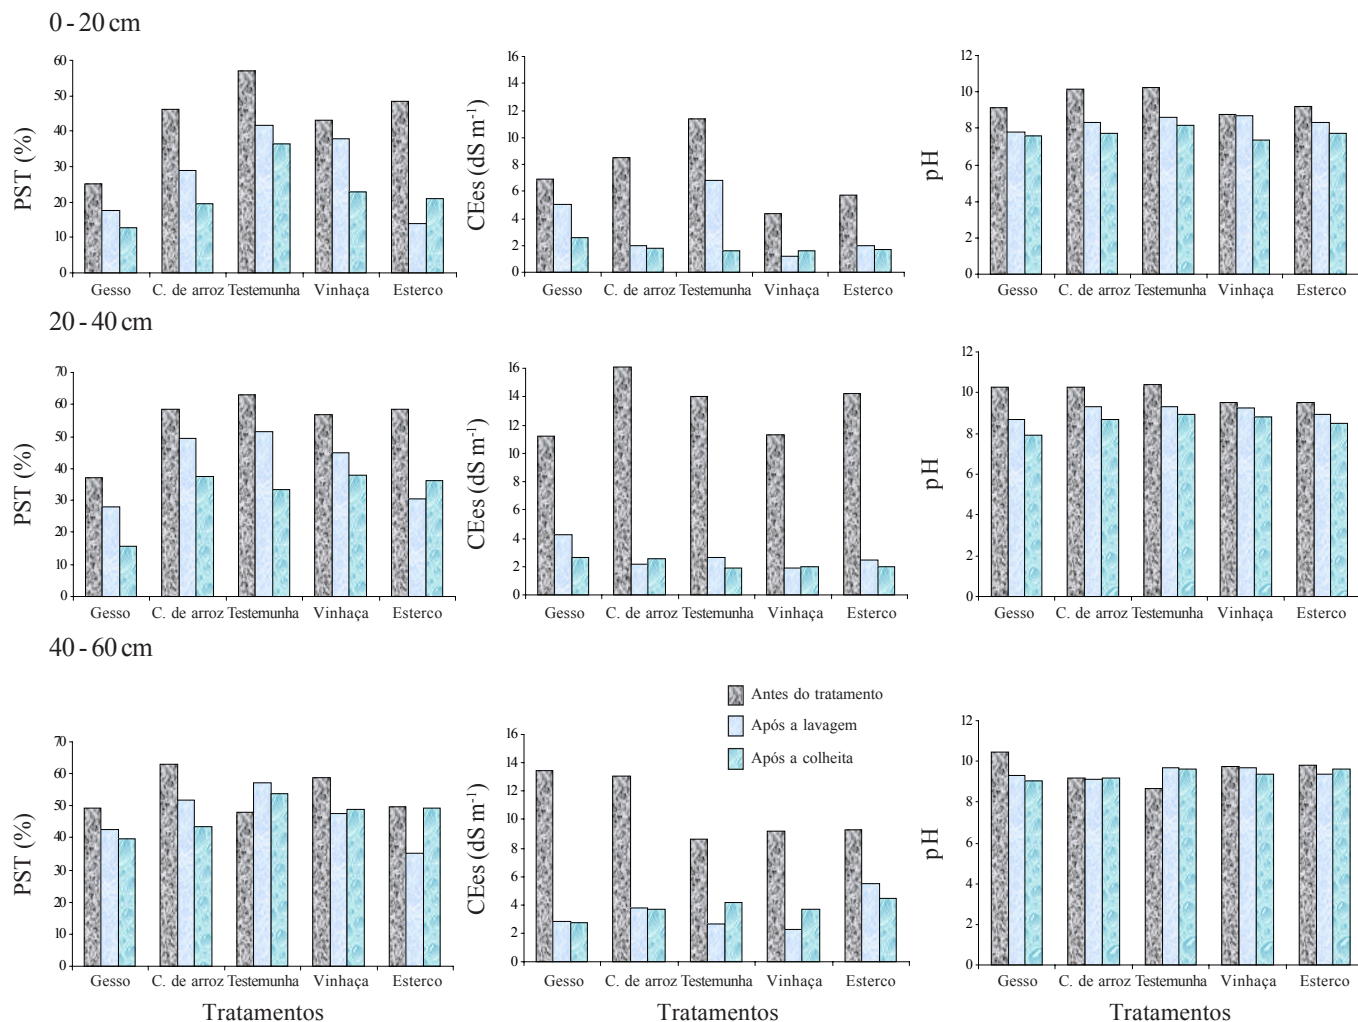 0 - 20 cm
PST (%)
60
50
40
30
20
10
0
Gesso C. de arroz Testemunha Vinhaça Esterco
CEes (dS m-1)
16
14
12
10
8
6
4
2
0
Gesso C. de arroz Testemunha Vinhaça Esterco
pH
12
10
8
6
4
2
0
Gesso C. de arroz Testemunha Vinhaça Esterco
20 - 40 cm
PST (%)
70
60
50
40
30
20
10
0
Gesso C. de arroz Testemunha Vinhaça Esterco
CEes (dS m-1)
16
14
12
10
8
6
4
2
0
Gesso C. de arroz Testemunha Vinhaça Esterco
pH
12
10
8
6
4
2
0
Gesso C. de arroz Testemunha Vinhaça Esterco
40 - 60 cm
PST (%)
70
60
50
40
30
20
10
0
Gesso C. de arroz Testemunha Vinhaça Esterco
Tratamentos
CEes (dS m-1)
16
14
12
10
8
6
4
2
0
Antes do tratamento
Após a lavagem
Após a colheita
Gesso C. de arroz Testemunha Vinhaça Esterco
Tratamentos
pH
12
10
8
6
4
2
0
Gesso C. de arroz Testemunha Vinhaça Esterco
Tratamentos